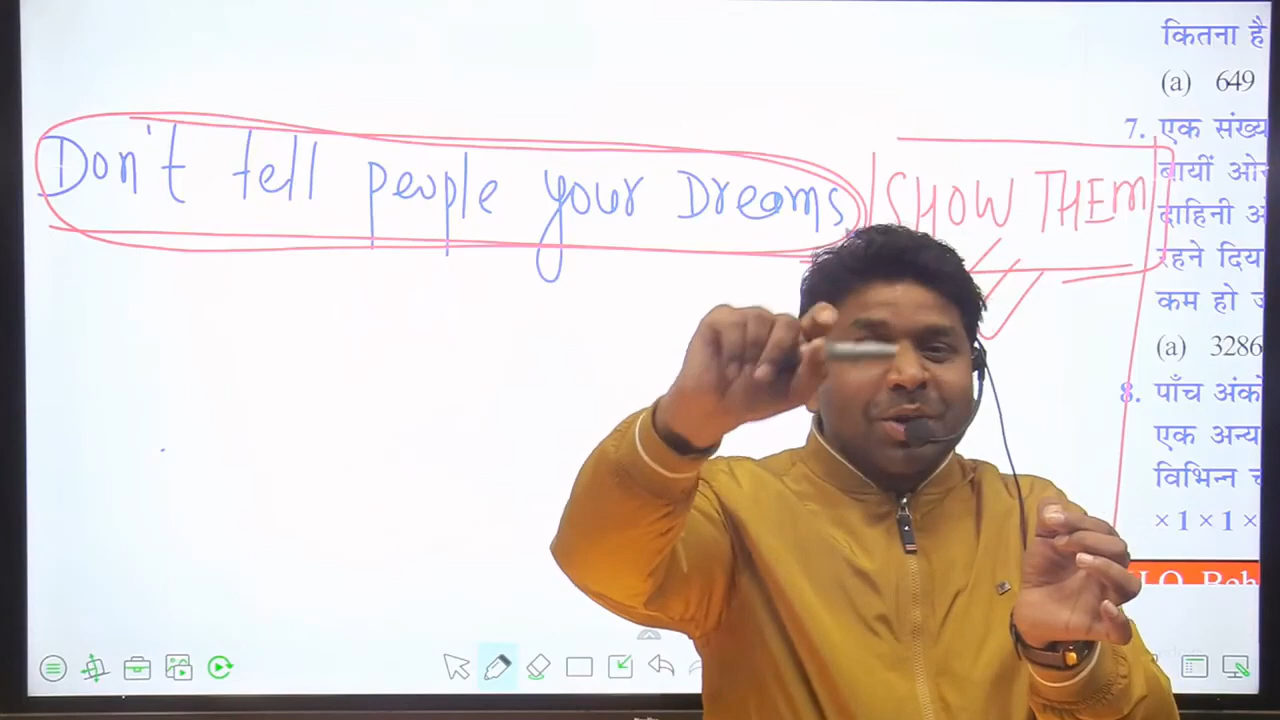 Don't tell people your Dreams, SHOW THEM
कितना है
(a) 649
7. एक संख्य
बायीं ओर
दाहिनी अ
रहने दिया
कम हो ज
(a) 3286
8. पाँच अंको
एक अन्य
विभिन्न च
×1×1×